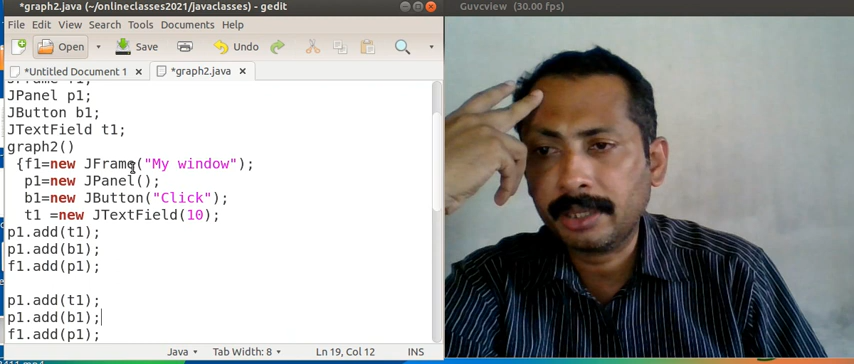 *graph2.java (~/onlineclasses2021/javaclasses) - gedit
Guvcview (30.00 fps)
File Edit View Search Tools Documents Help
Open Save Undo
*Untitled Document 1 × *graph2.java ×
JFrame f1;
JPanel p1;
JButton b1;
JTextField t1;
graph2()
{f1=new JFrame("My window");
p1=new JPanel();
b1=new JButton("Click");
t1 =new JTextField(10);
p1.add(t1);
p1.add(b1);
f1.add(p1);
p1.add(t1);
p1.add(b1);
f1.add(p1);
Java Tab Width: 8 Ln 19, Col 12 INS